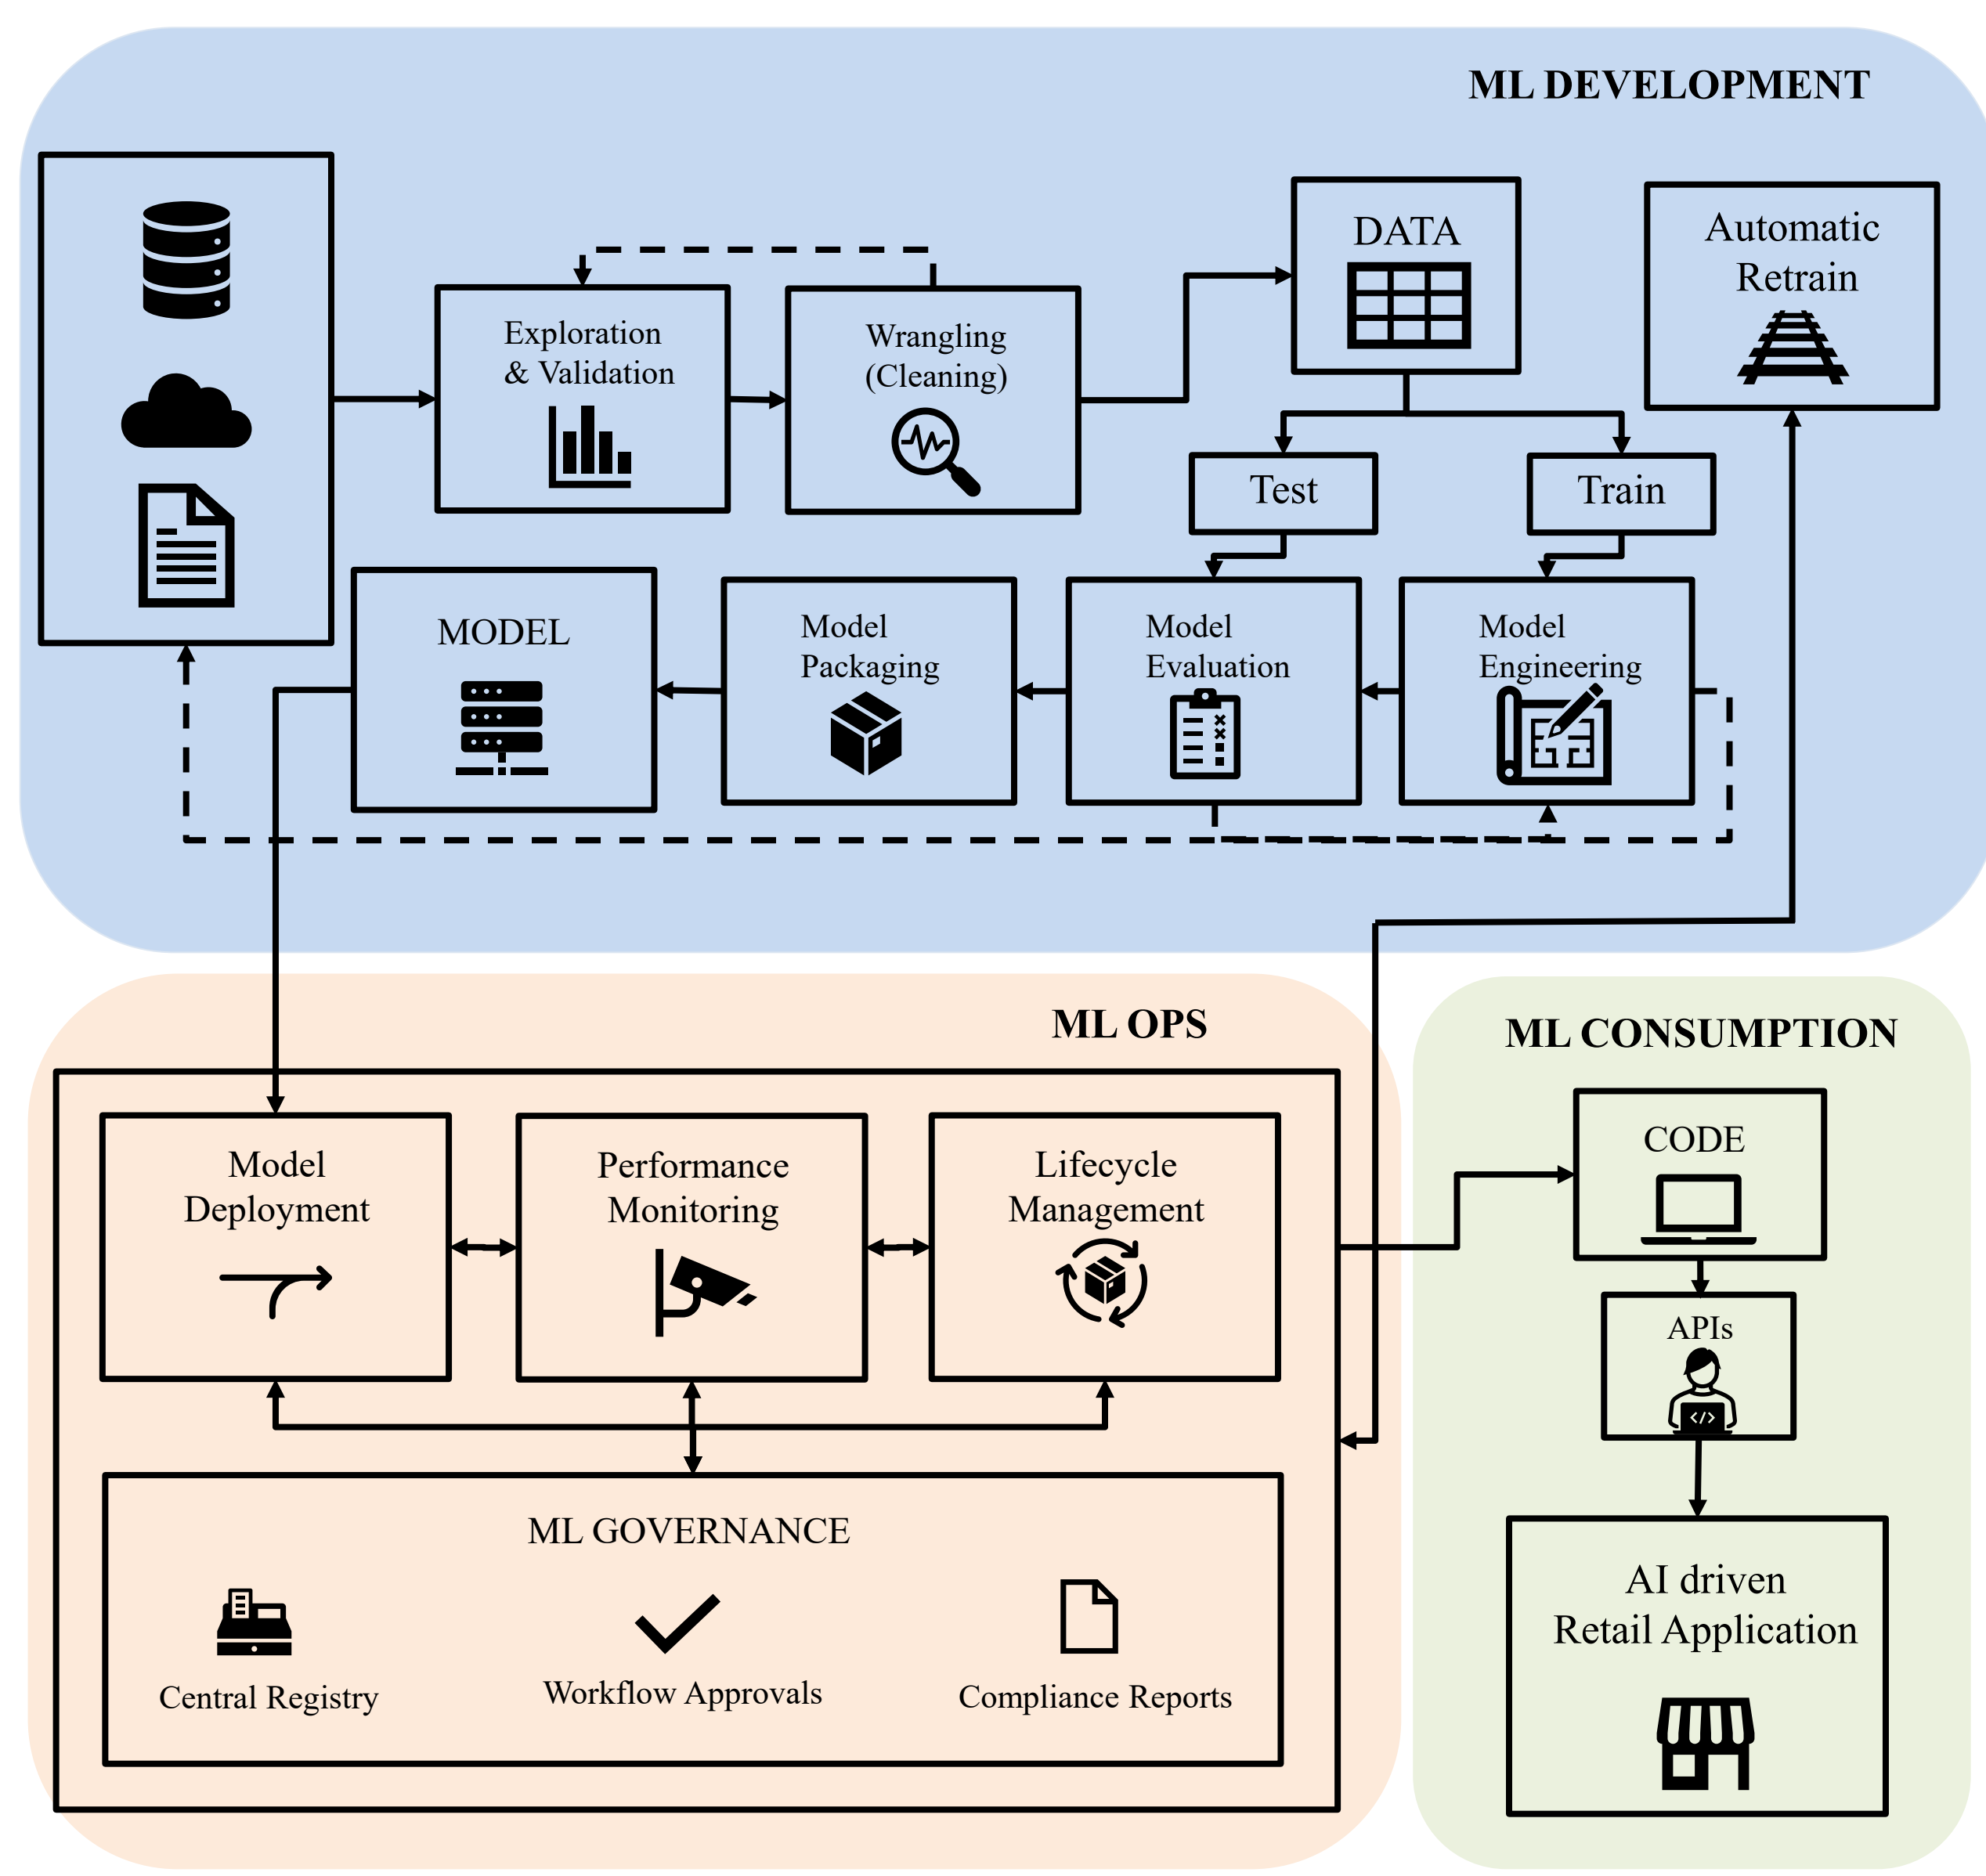 ML DEVELOPMENT
DATA
Automatic
Retrain
Exploration
& Validation
Wrangling
(Cleaning)
Test
Train
MODEL
Model
Packaging
Model
Evaluation
Model
Engineering
ML OPS
Model
Deployment
Performance
Monitoring
Lifecycle
Management
ML GOVERNANCE
Central Registry
Workflow Approvals
Compliance Reports
ML CONSUMPTION
CODE
APIs
AI driven
Retail Application